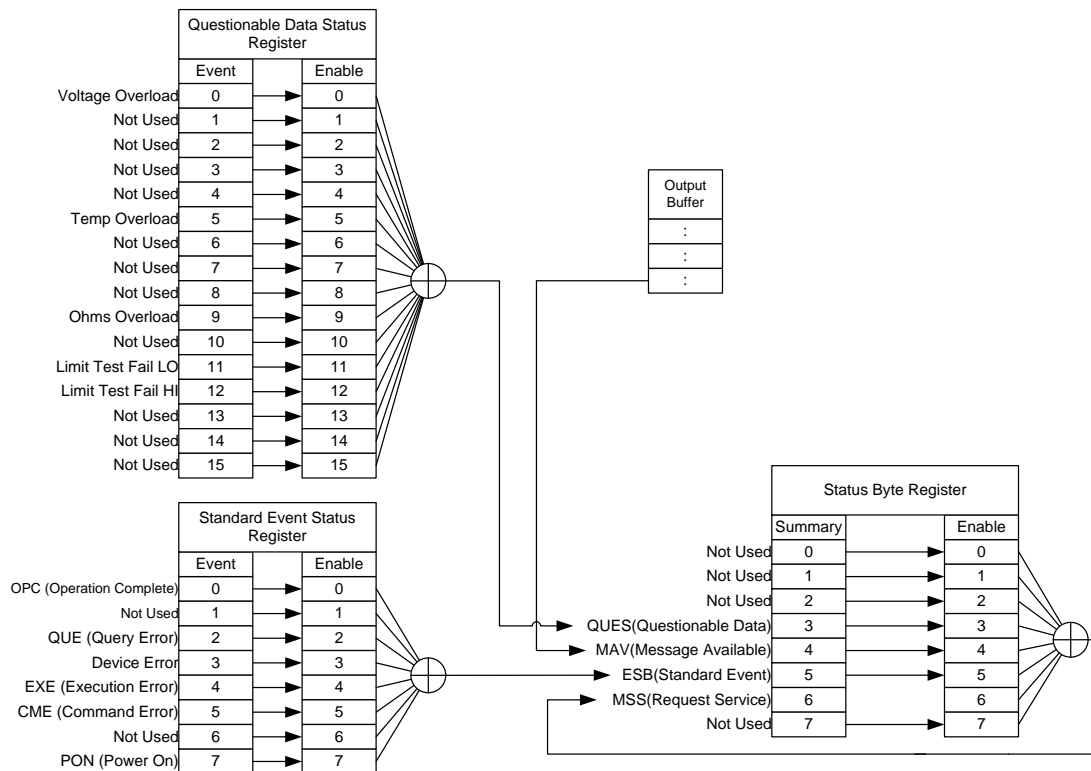 Questionable Data Status
Register
Event Enable
Voltage Overload 0 0
Not Used 1 1
Not Used 2 2
Not Used 3 3
Not Used 4 4
Temp Overload 5 5
Not Used 6 6
Not Used 7 7
Not Used 8 8
Ohms Overload 9 9
Not Used 10 10
Limit Test Fail LO 11 11
Limit Test Fail HI 12 12
Not Used 13 13
Not Used 14 14
Not Used 15 15
Output
Buffer
:
:
:
Standard Event Status
Register
Event Enable
OPC (Operation Complete) 0 0
Not Used 1 1
QUE (Query Error) 2 2
Device Error 3 3
EXE (Execution Error) 4 4
CME (Command Error) 5 5
Not Used 6 6
PON (Power On) 7 7
Status Byte Register
Summary Enable
Not Used 0 0
Not Used 1 1
Not Used 2 2
QUES(Questionable Data) 3 3
MAV(Message Available) 4 4
ESB(Standard Event) 5 5
MSS(Request Service) 6 6
Not Used 7 7